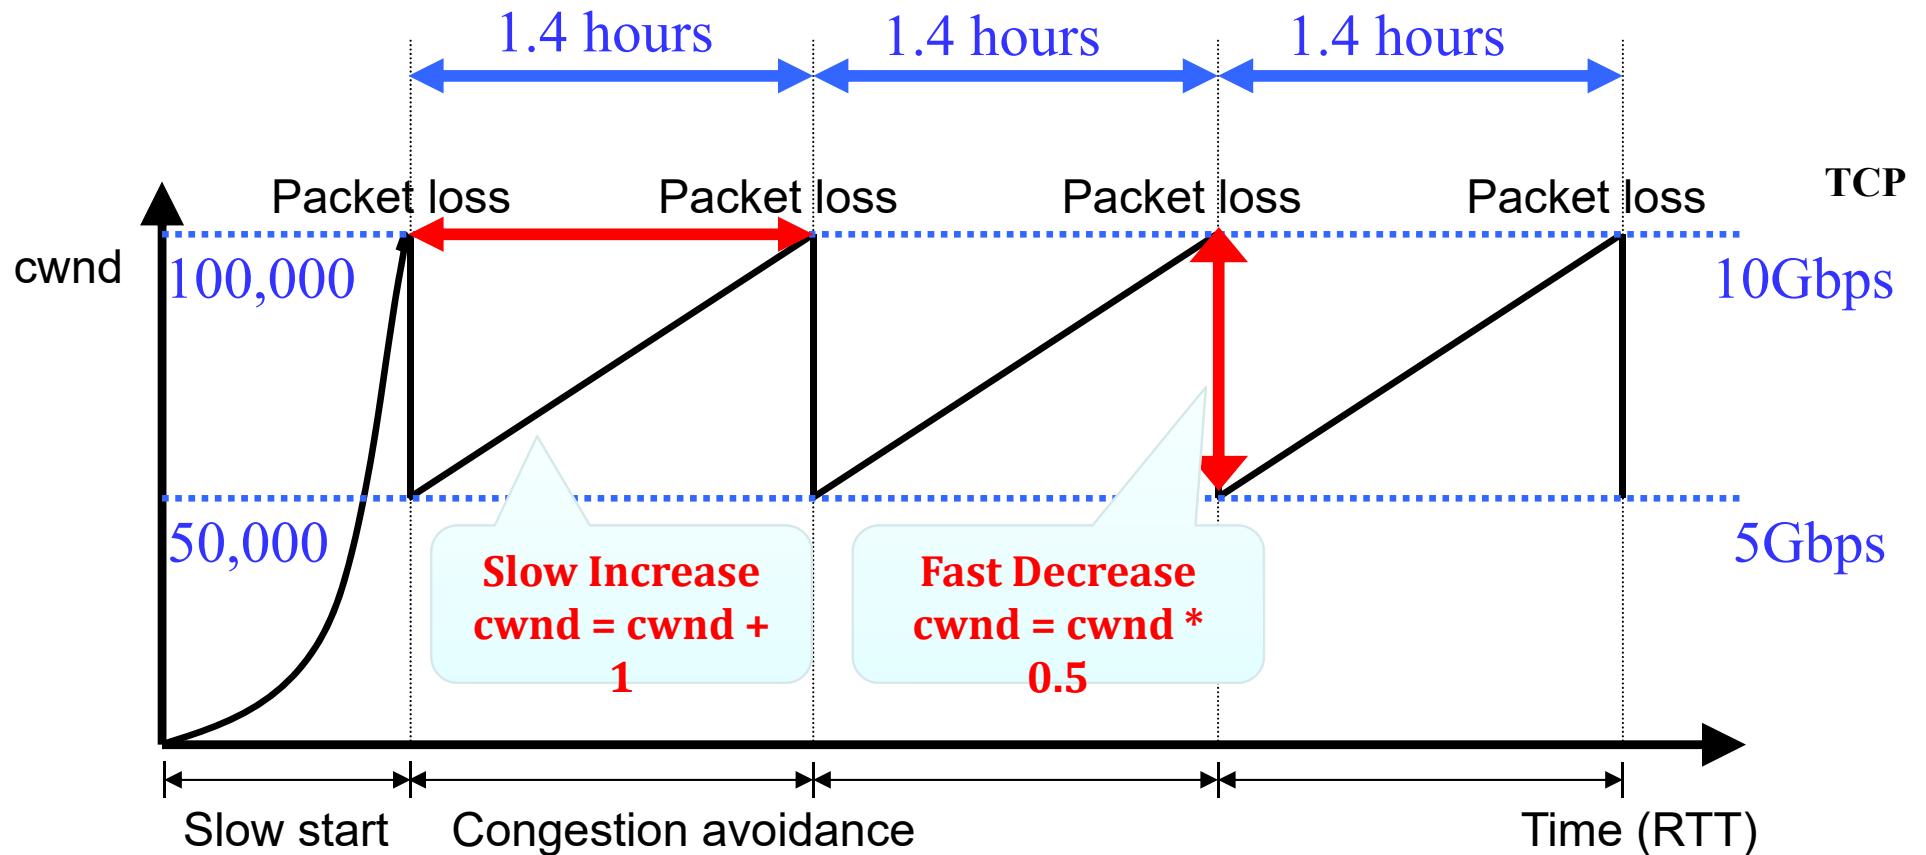 1.4 hours 1.4 hours 1.4 hours
Packet loss Packet loss Packet loss Packet loss TCP
cwnd
100,000 10Gbps
50,000 5Gbps
Slow Increase
cwnd = cwnd +
1
Fast Decrease
cwnd = cwnd *
0.5
Slow start Congestion avoidance Time (RTT)